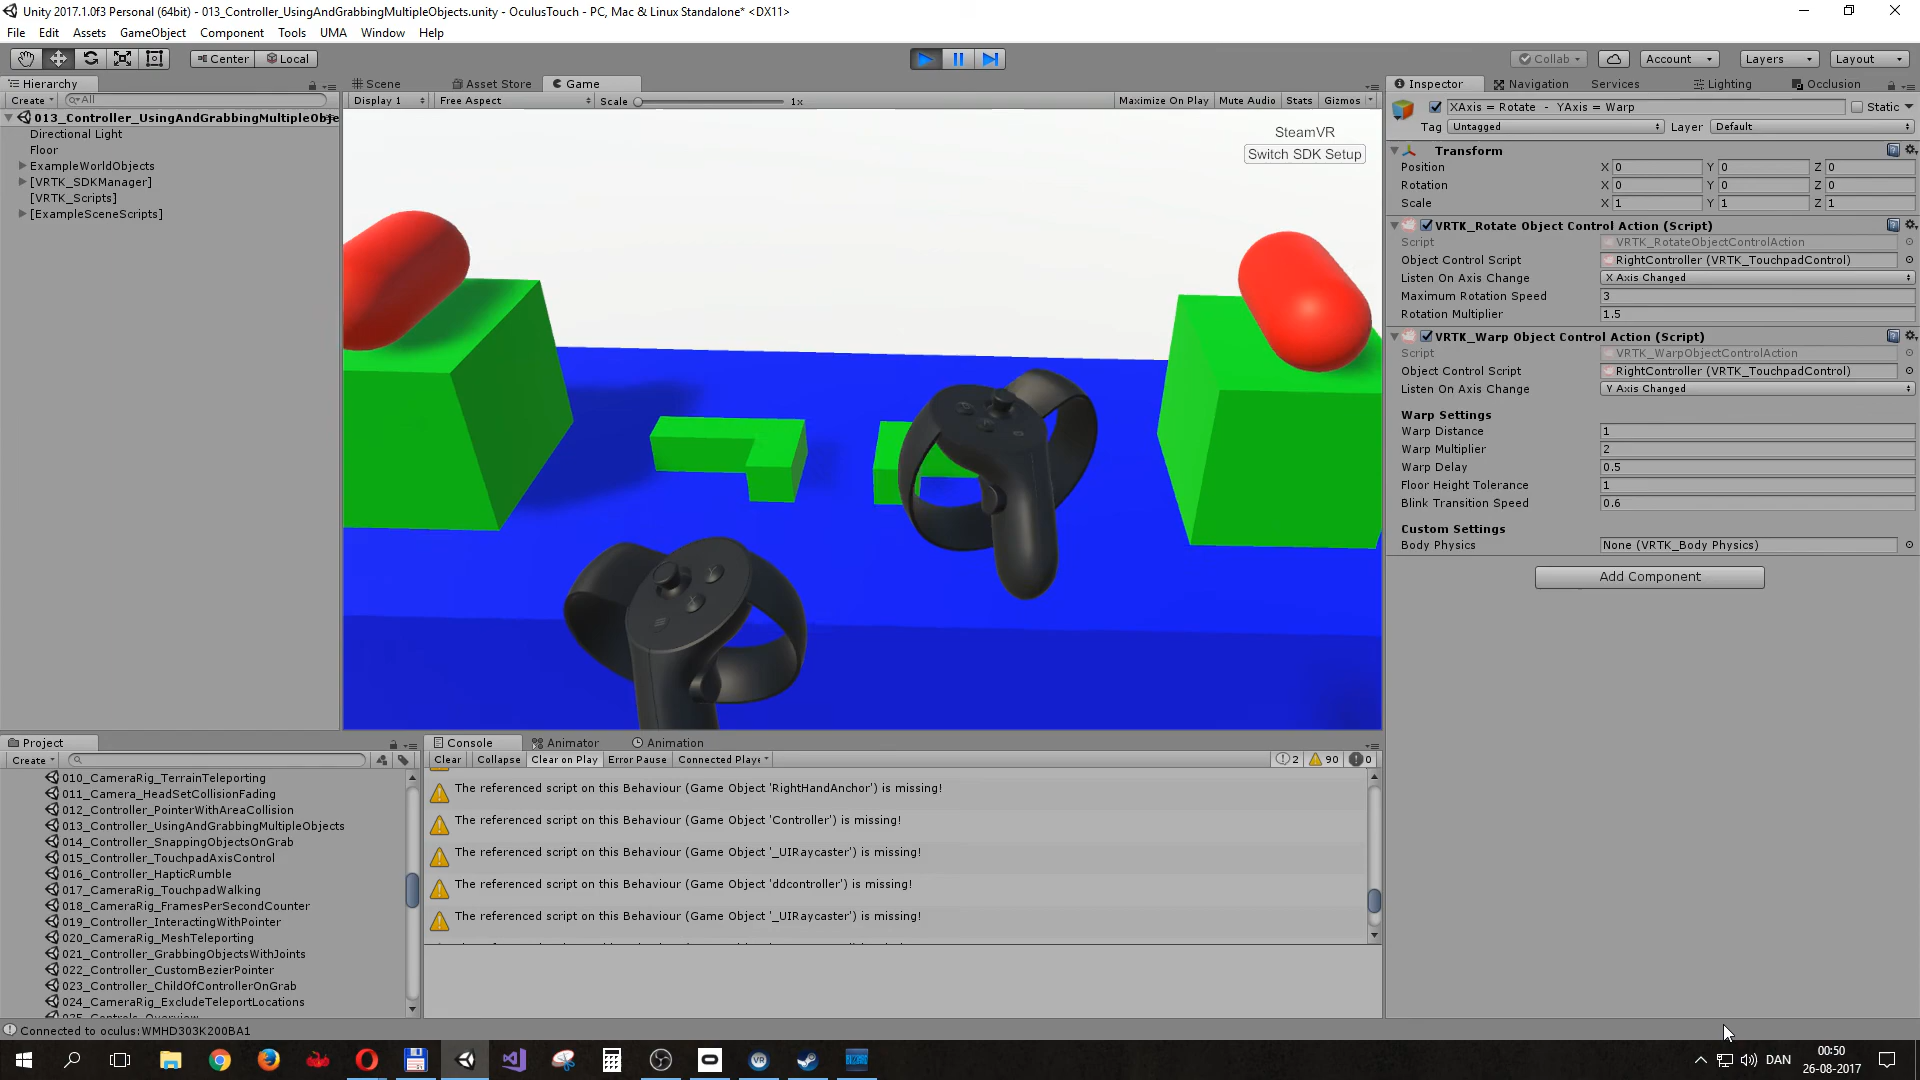 Unity 2017.1.0f3 Personal (64bit) - 013_Controller_UsingAndGrabbingMultipleObjects.unity - OculusTouch - PC, Mac & Linux Standalone* <DX11>
File Edit Assets GameObject Component Tools UMA Window Help
Center Local Collab Account Layers Layout
Hierarchy
Create All
013_Controller_UsingAndGrabbingMultipleObje
Directional Light
Floor
ExampleWorldObjects
[VRTK_SDKManager]
[VRTK_Scripts]
[ExampleSceneScripts]
Scene Asset Store Game
Display 1 Free Aspect Scale 1x Maximize On Play Mute Audio Stats Gizmos
SteamVR
Switch SDK Setup
Inspector Navigation Services Lighting Occlusion
XAxis = Rotate - YAxis = Warp Static
Tag Untagged Layer Default
Transform
Position X 0 Y 0 Z 0
Rotation X 0 Y 0 Z 0
Scale X 1 Y 1 Z 1
VRTK_Rotate Object Control Action (Script)
Script VRTK_RotateObjectControlAction
Object Control Script RightController (VRTK_TouchpadControl)
Listen On Axis Change X Axis Changed
Maximum Rotation Speed 3
Rotation Multiplier 1.5
VRTK_Warp Object Control Action (Script)
Script VRTK_WarpObjectControlAction
Object Control Script RightController (VRTK_TouchpadControl)
Listen On Axis Change Y Axis Changed
Warp Settings
Warp Distance 1
Warp Multiplier 2
Warp Delay 0.5
Floor Height Tolerance 1
Blink Transition Speed 0.6
Custom Settings
Body Physics None (VRTK_Body Physics)
Add Component
Project
Create
010_CameraRig_TerrainTeleporting
011_Camera_HeadSetCollisionFading
012_Controller_PointerWithAreaCollision
013_Controller_UsingAndGrabbingMultipleObjects
014_Controller_SnappingObjectsOnGrab
015_Controller_TouchpadAxisControl
016_Controller_HapticRumble
017_CameraRig_TouchpadWalking
018_CameraRig_FramesPerSecondCounter
019_Controller_InteractingWithPointer
020_CameraRig_MeshTeleporting
021_Controller_GrabbingObjectsWithJoints
022_Controller_CustomBezierPointer
023_Controller_ChildOfControllerOnGrab
024_CameraRig_ExcludeTeleportLocations
025_Controls_Overview
Console Animator Animation
Clear Collapse Clear on Play Error Pause Connected Playe 2 90 0
The referenced script on this Behaviour (Game Object 'RightHandAnchor') is missing!
The referenced script on this Behaviour (Game Object 'Controller') is missing!
The referenced script on this Behaviour (Game Object '_UIRaycaster') is missing!
The referenced script on this Behaviour (Game Object 'ddcontroller') is missing!
The referenced script on this Behaviour (Game Object '_UIRaycaster') is missing!
Connected to oculus:WMHD303K200BA1
DAN
00:50
26-08-2017